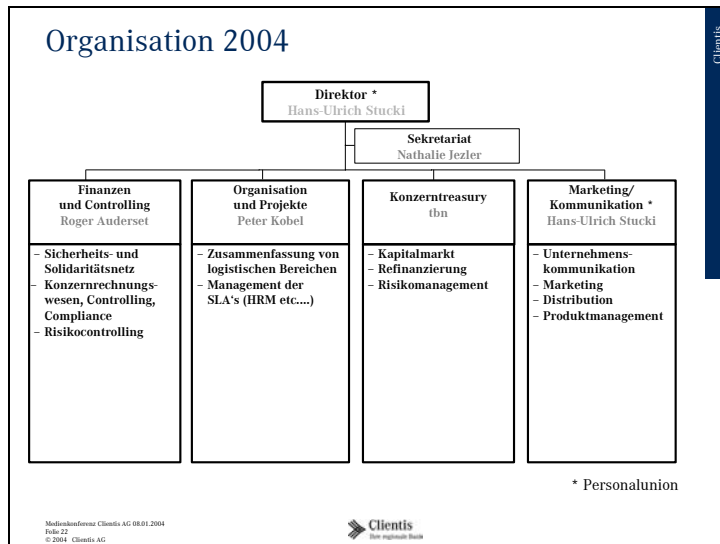 Organisation 2004
Clientis
Direktor *
Hans-Ulrich Stucki
Sekretariat
Nathalie Jezler
Finanzen
und Controlling
Roger Auderset
– Sicherheits- und
Solidaritätsnetz
– Konzernrechnungs-
wesen, Controlling,
Compliance
– Risikocontrolling
Organisation
und Projekte
Peter Kobel
– Zusammenfassung von
logistischen Bereichen
– Management der
SLA‘s (HRM etc....)
Konzerntreasury
tbn
– Kapitalmarkt
– Refinanzierung
– Risikomanagement
Marketing/
Kommunikation *
Hans-Ulrich Stucki
– Unternehmens-
kommunikation
– Marketing
– Distribution
– Produktmanagement
* Personalunion
Medienkonferenz Clientis AG 08.01.2004
Folie 22
© 2004 Clientis AG
Clientis
Ihre regionale Bank